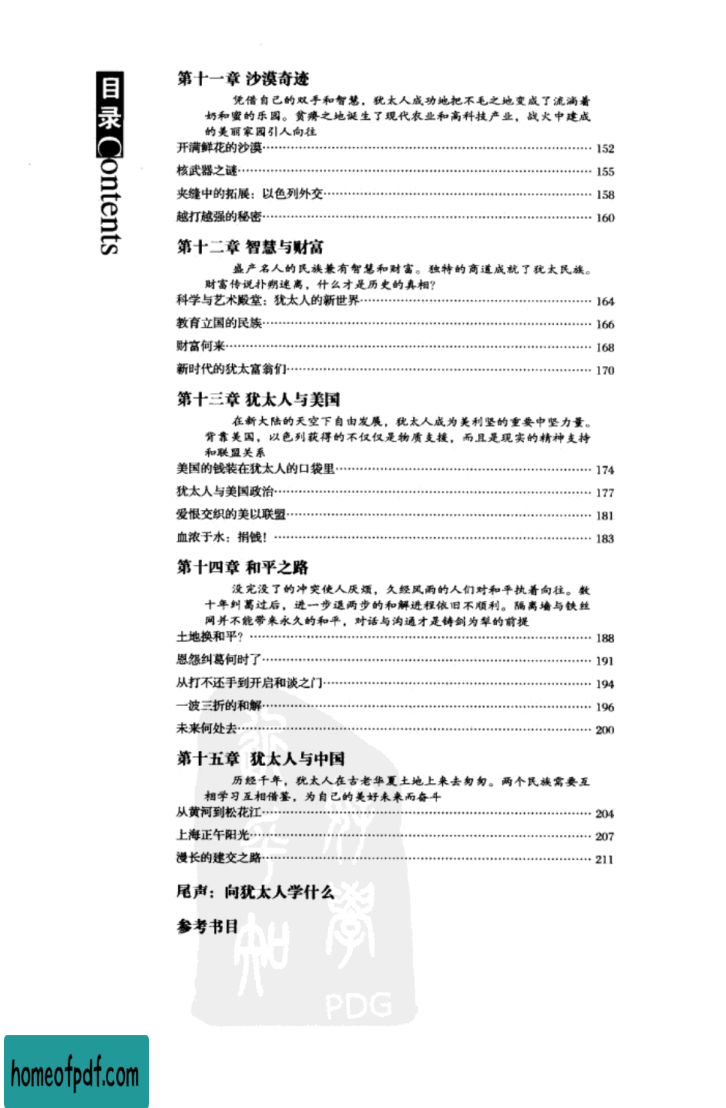 目录Contents
第十一章 沙漠奇迹
凭借自己的双手和智慧，犹太人成功地把不毛之地变成了流淌着
奶和蜜的乐园。贫瘠之地诞生了现代农业和高科技产业，战火中建成
的美丽家园引人向往
开满鲜花的沙漠……152
核武器之谜……155
夹缝中的拓展：以色列外交……158
越打越强的秘密……160
第十二章 智慧与财富
盛产名人的民族兼有智慧和财富。独特的商道成就了犹太民族。
财富传说扑朔迷离，什么才是历史的真相？
科学与艺术殿堂：犹太人的新世界……164
教育立国的民族……166
财富何来……168
新时代的犹太富翁们……170
第十三章 犹太人与美国
在新大陆的天空下自由发展，犹太人成为美利坚的重要中坚力量。
背靠美国，以色列获得的不仅仅是物质支援，而且是现实的精神支持
和联盟关系
美国的钱装在犹太人的口袋里……174
犹太人与美国政治……177
爱恨交织的美以联盟……181
血浓于水：捐钱！……183
第十四章 和平之路
没完没了的冲突使人厌烦，久经风雨的人们对和平执着向往。数
十年纠葛过后，进一步退两步的和解进程依旧不顺利。隔离墙与铁丝
网并不能带来永久的和平，对话与沟通才是铸剑为犁的前提
土地换和平？……188
恩怨纠葛何时了……191
从打不还手到开启和谈之门……194
一波三折的和解……196
未来何处去……200
第十五章 犹太人与中国
历经千年，犹太人在古老华夏土地上来去匆匆。两个民族需要互
相学习互相借鉴，为自己的美好未来而奋斗
从黄河到松花江……204
上海正午阳光……207
漫长的建交之路……211
尾声：向犹太人学什么
参考书目
PDG
homeofpdf.com